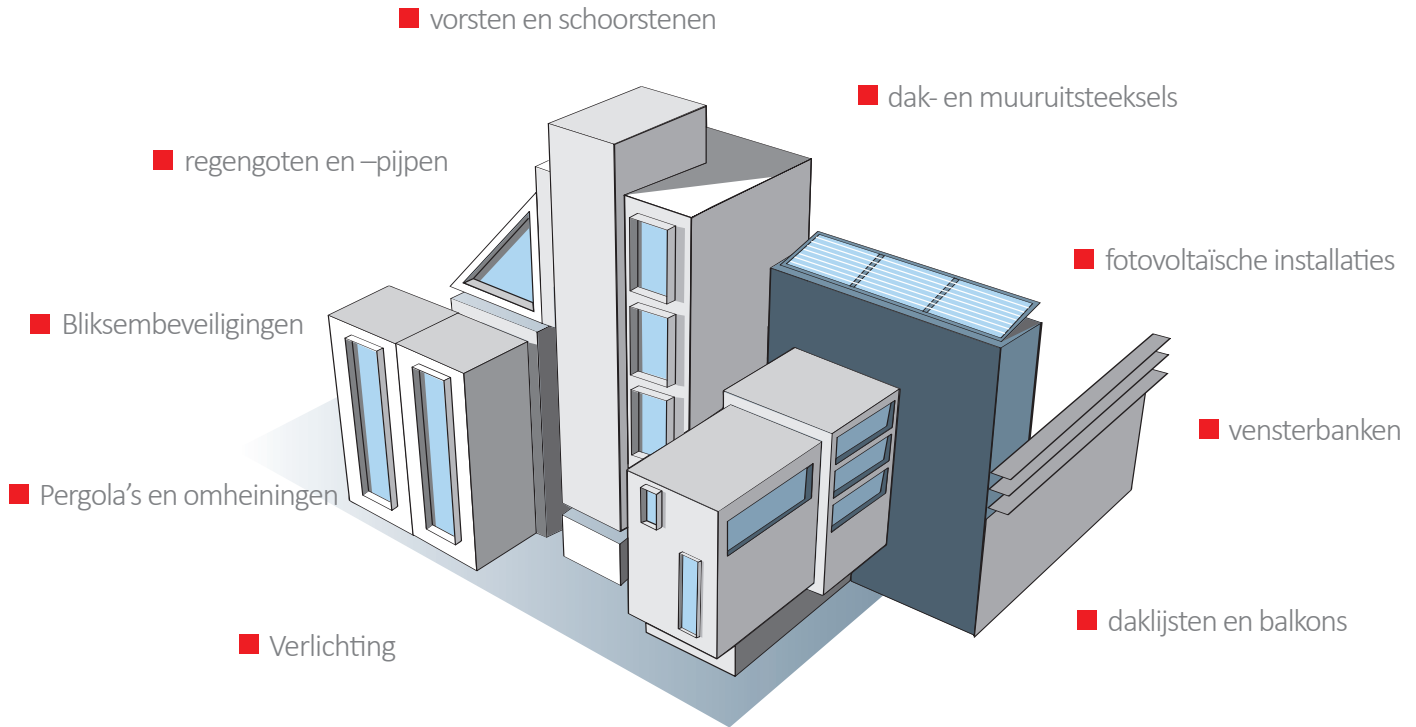 vorsten en schoorstenen
dak- en muuruitsteeksels
regengoten en –pijpen
fotovoltaïsche installaties
Bliksembeveiligingen
vensterbanken
Pergola’s en omheiningen
daklijsten en balkons
Verlichting